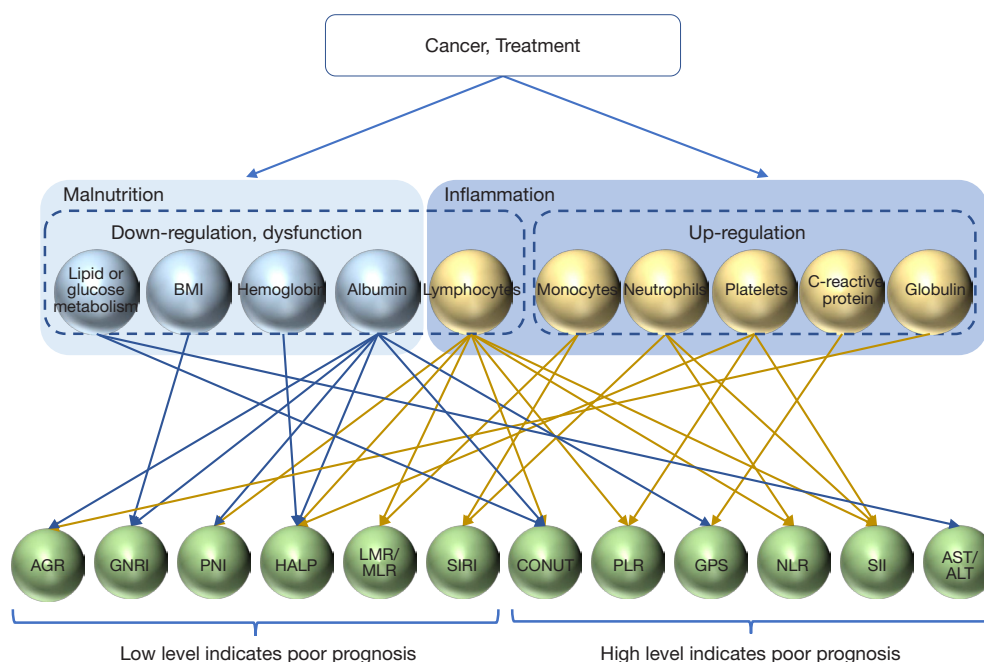 Cancer, Treatment
Malnutrition
Inflammation
Down-regulation, dysfunction
Up-regulation
Lipid or
glucose
metabolism
BMI
Hemoglobin
Albumin
Lymphocytes
Monocytes
Neutrophils
Platelets
C-reactive
protein
Globulin
AGR
GNRI
PNI
HALP
LMR/
MLR
SIRI
CONUT
PLR
GPS
NLR
SII
AST/
ALT
Low level indicates poor prognosis
High level indicates poor prognosis